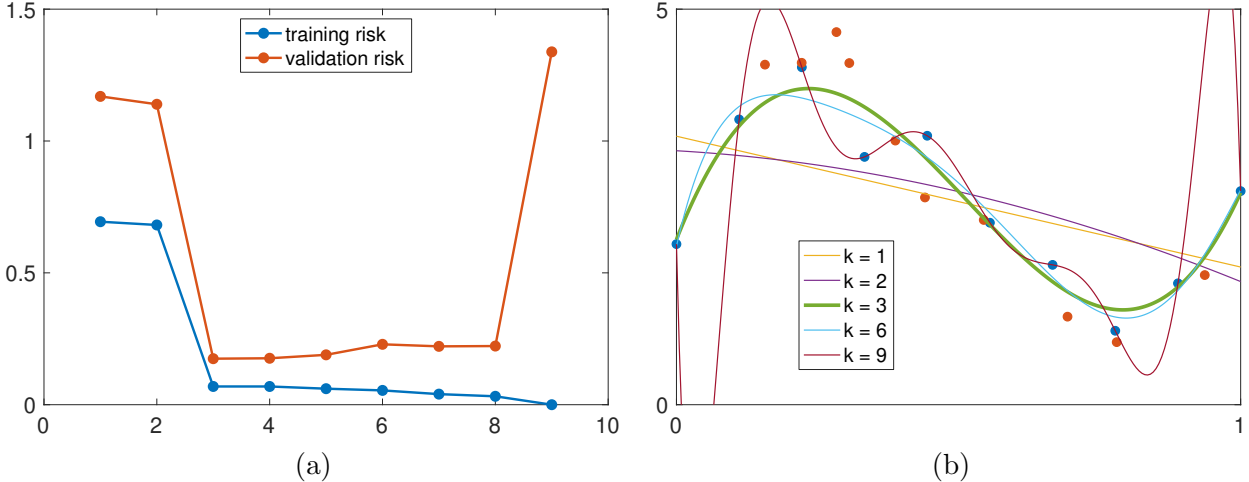 1.5
1
0.5
0
0
2
4
6
8
10
training risk
validation risk
(a)
5
0
0
1
k = 1
k = 2
k = 3
k = 6
k = 9
(b)